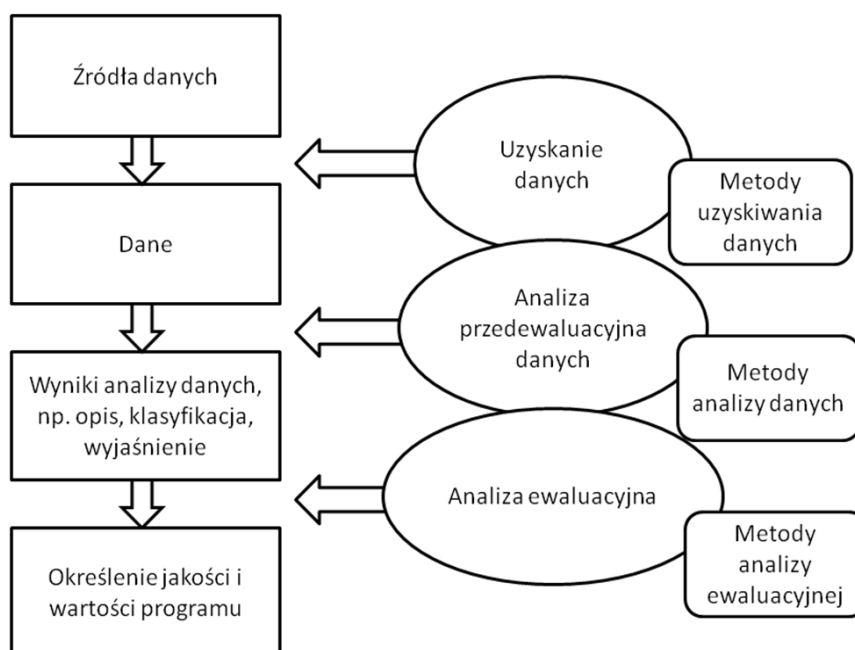 Źródła danych
Uzyskanie
danych
Metody
uzyskiwania
danych
Dane
Analiza
przedewaluacyjna
danych
Metody
analizy danych
Wyniki analizy danych,
np. opis, klasyfikacja,
wyjaśnienie
Analiza ewaluacyjna
Metody
analizy
ewaluacyjnej
Określenie jakości i
wartości programu